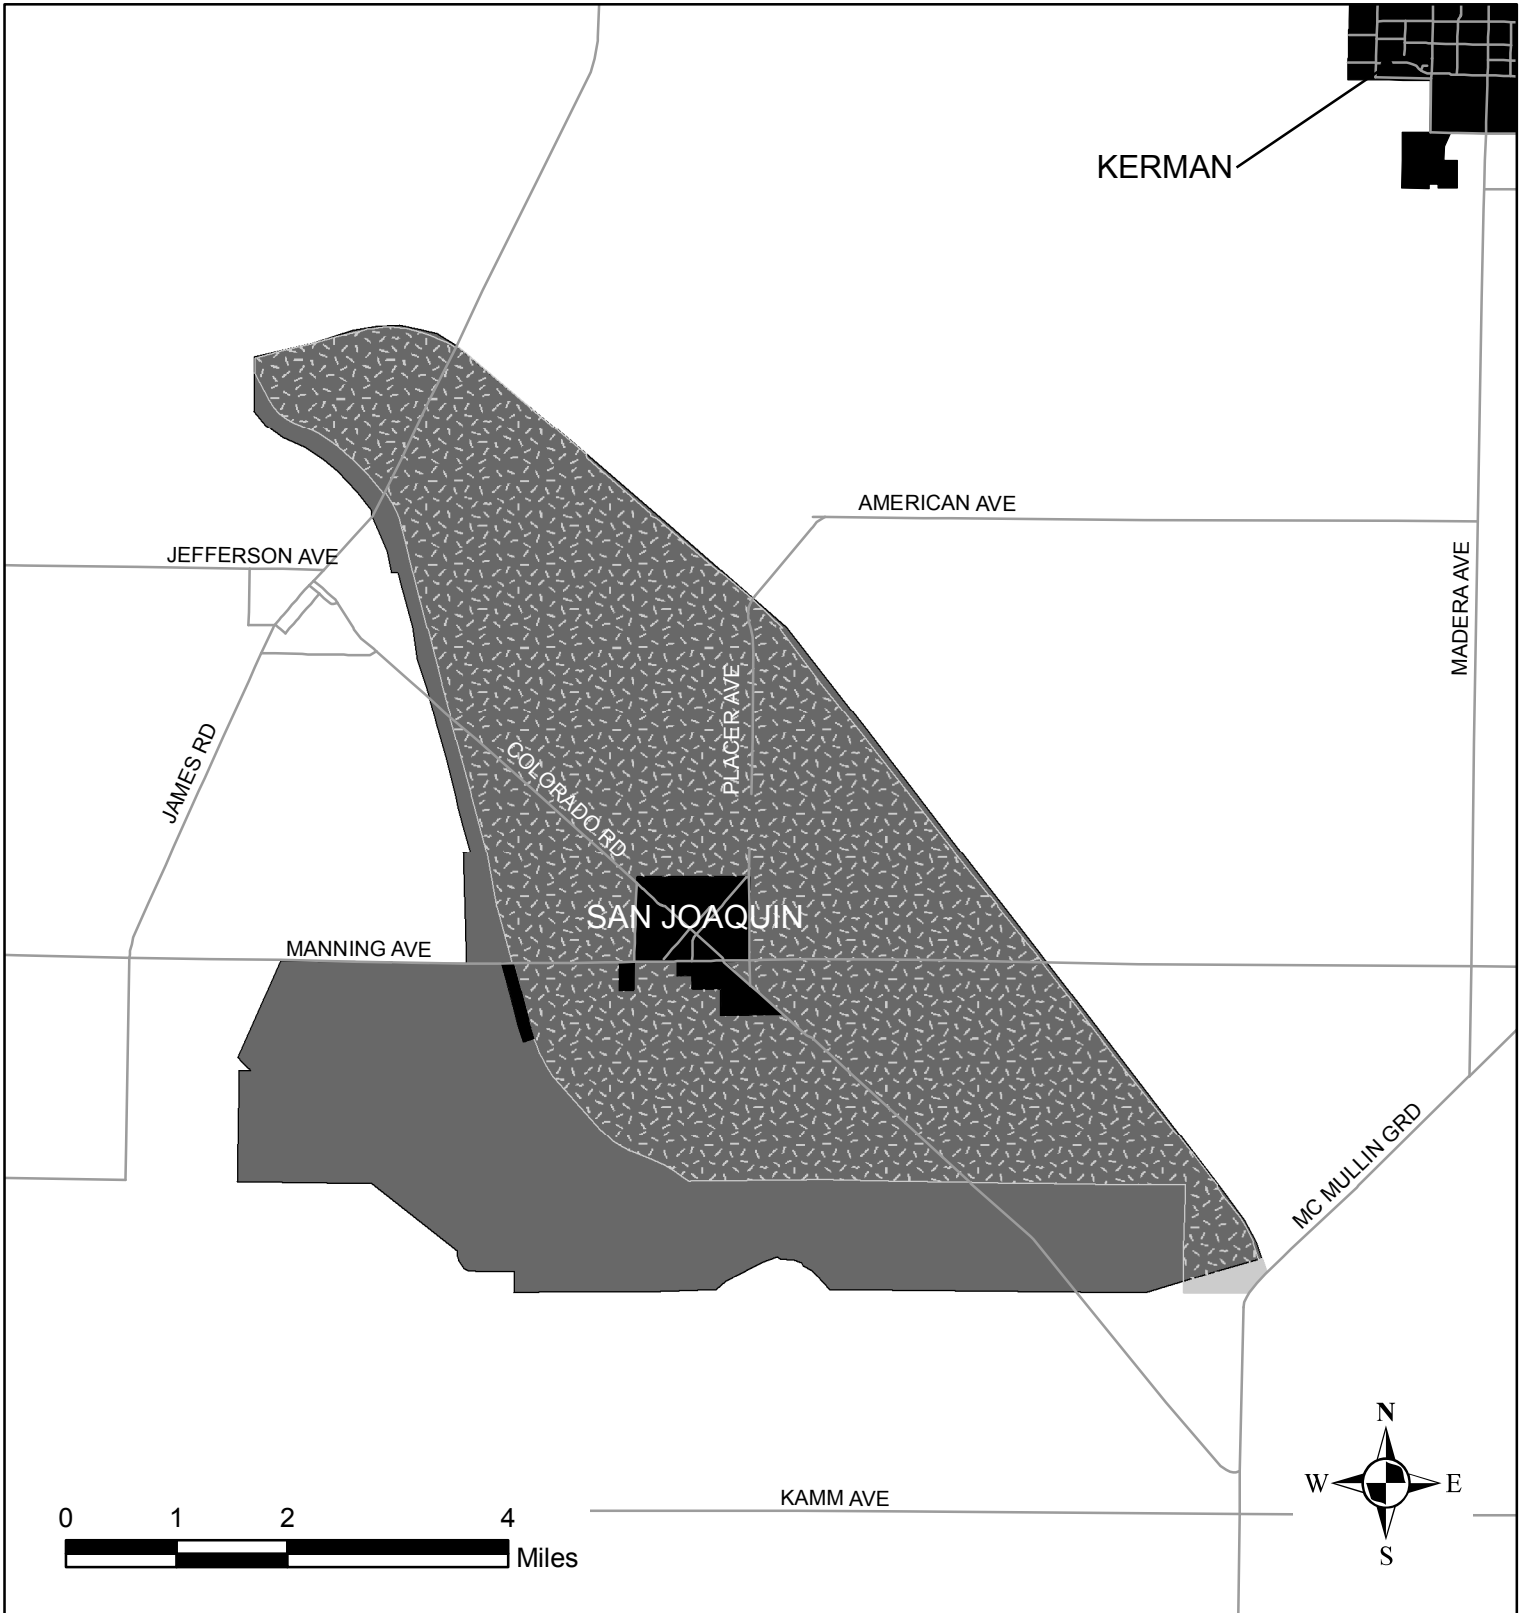 KERMAN
AMERICAN AVE
JEFFERSON AVE
MADERA AVE
PLACER AVE
JAMES RD
COLORADO RD
SAN JOAQUIN
MANNING AVE
MC MULLIN GRD
N
W E
S
KAMM AVE
0 1 2 4
Miles